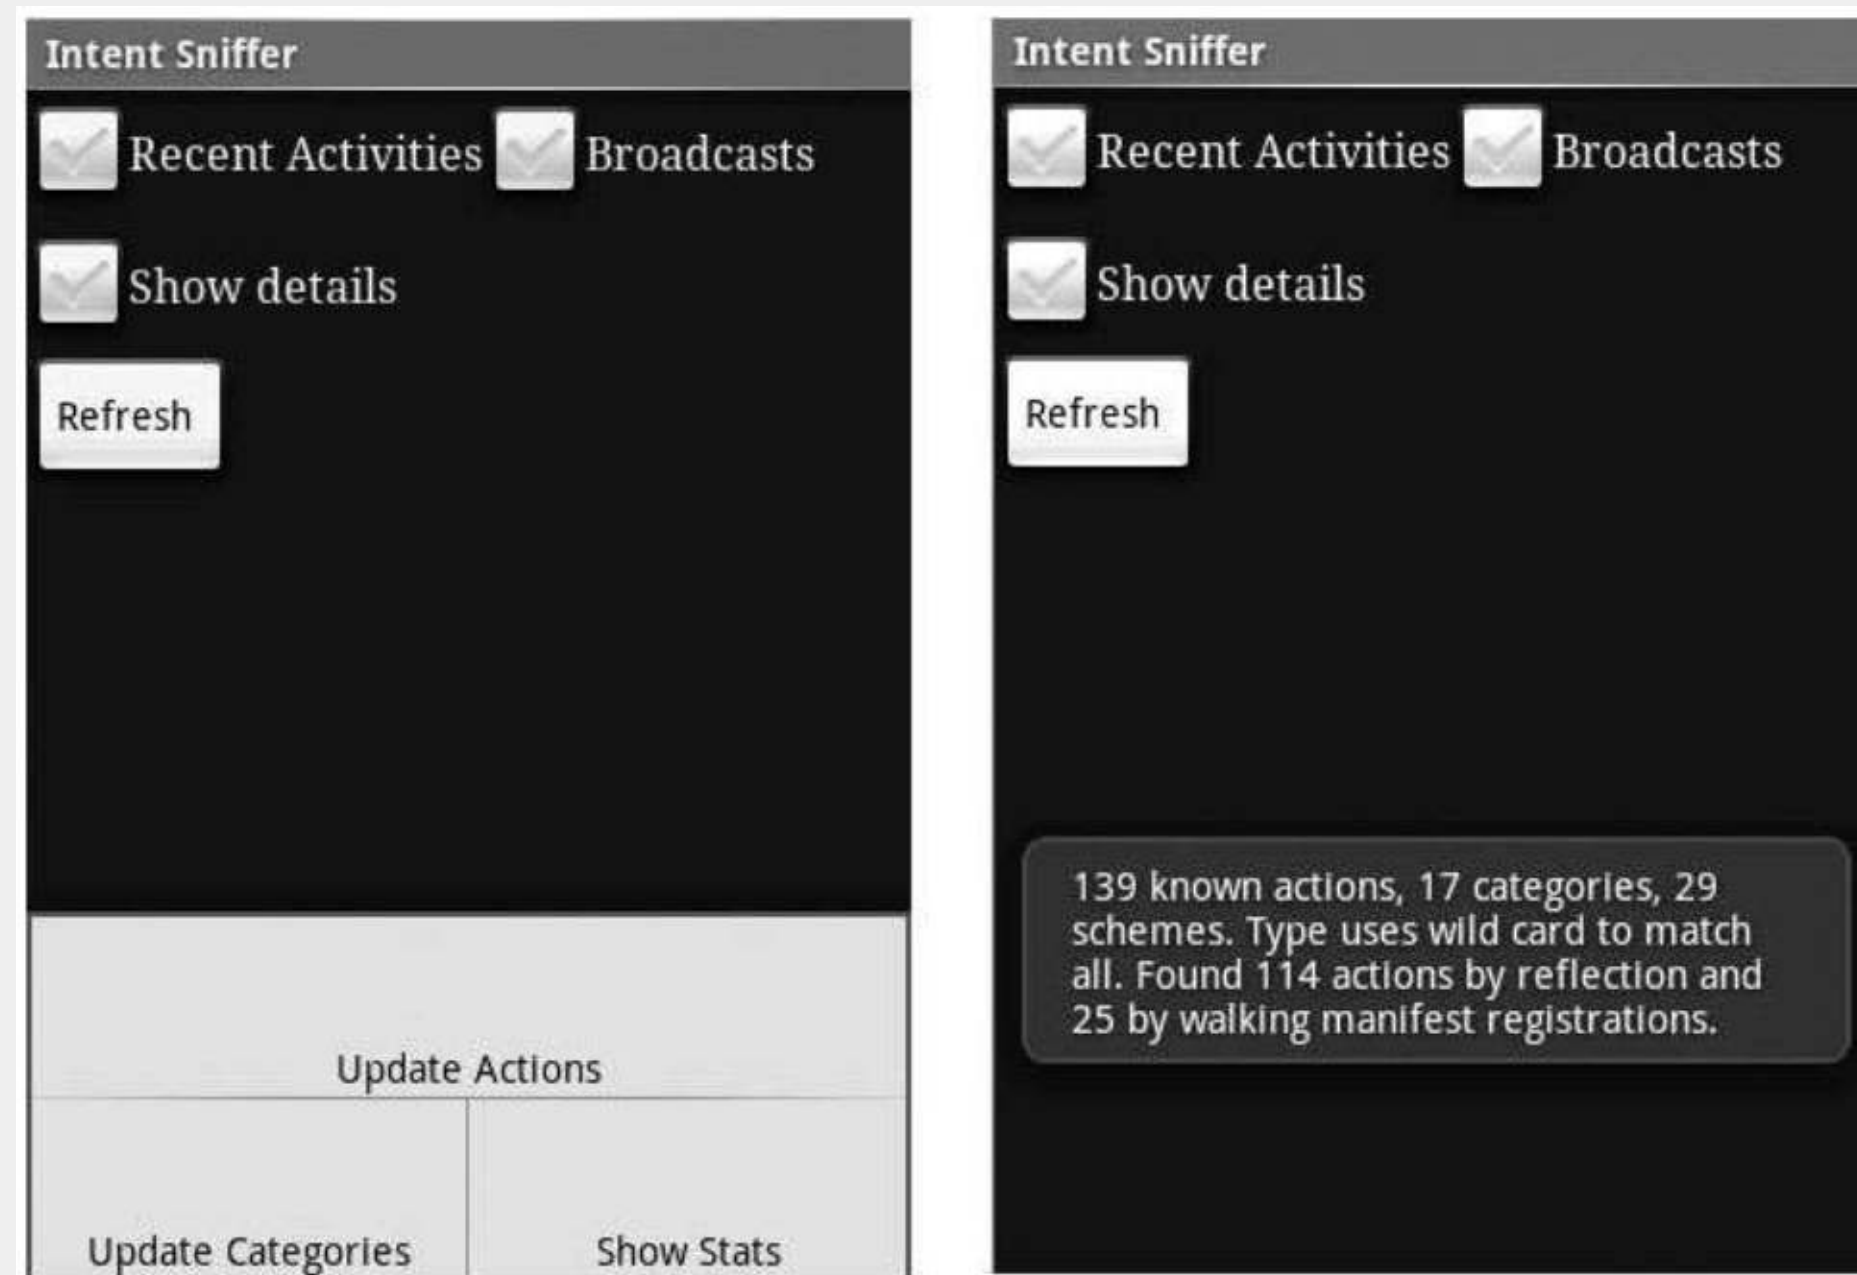 Intent Sniffer
Recent Activities Broadcasts
Show details
Refresh
Update Actions
Update Categories Show Stats
Intent Sniffer
Recent Activities Broadcasts
Show details
Refresh
139 known actions, 17 categories, 29
schemes. Type uses wild card to match
all. Found 114 actions by reflection and
25 by walking manifest registrations.